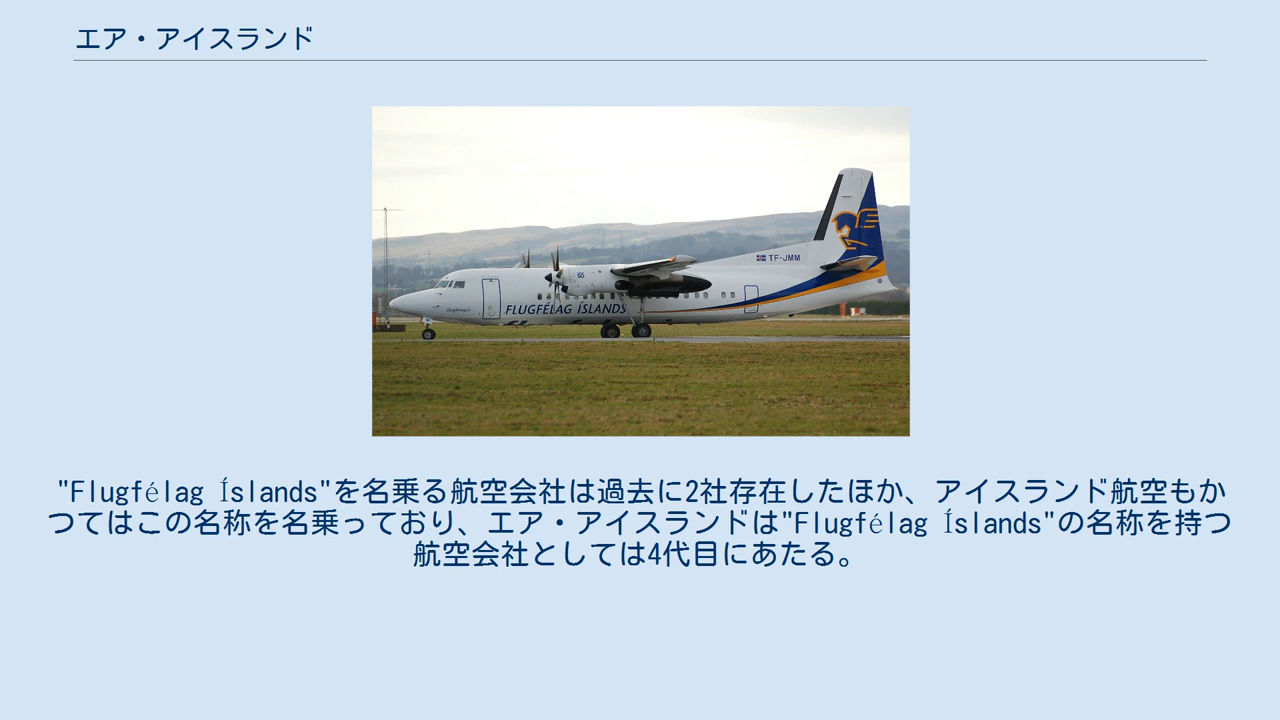 エア・アイスランド
TF-JMM
FLUGFÉLAG ÍSLANDS
"Flugfélag Íslands"を名乗る航空会社は過去に2社存在したほか、アイスランド航空もか
つてはこの名称を名乗っており、エア・アイスランドは"Flugfélag Íslands"の名称を持つ
航空会社としては4代目にあたる。